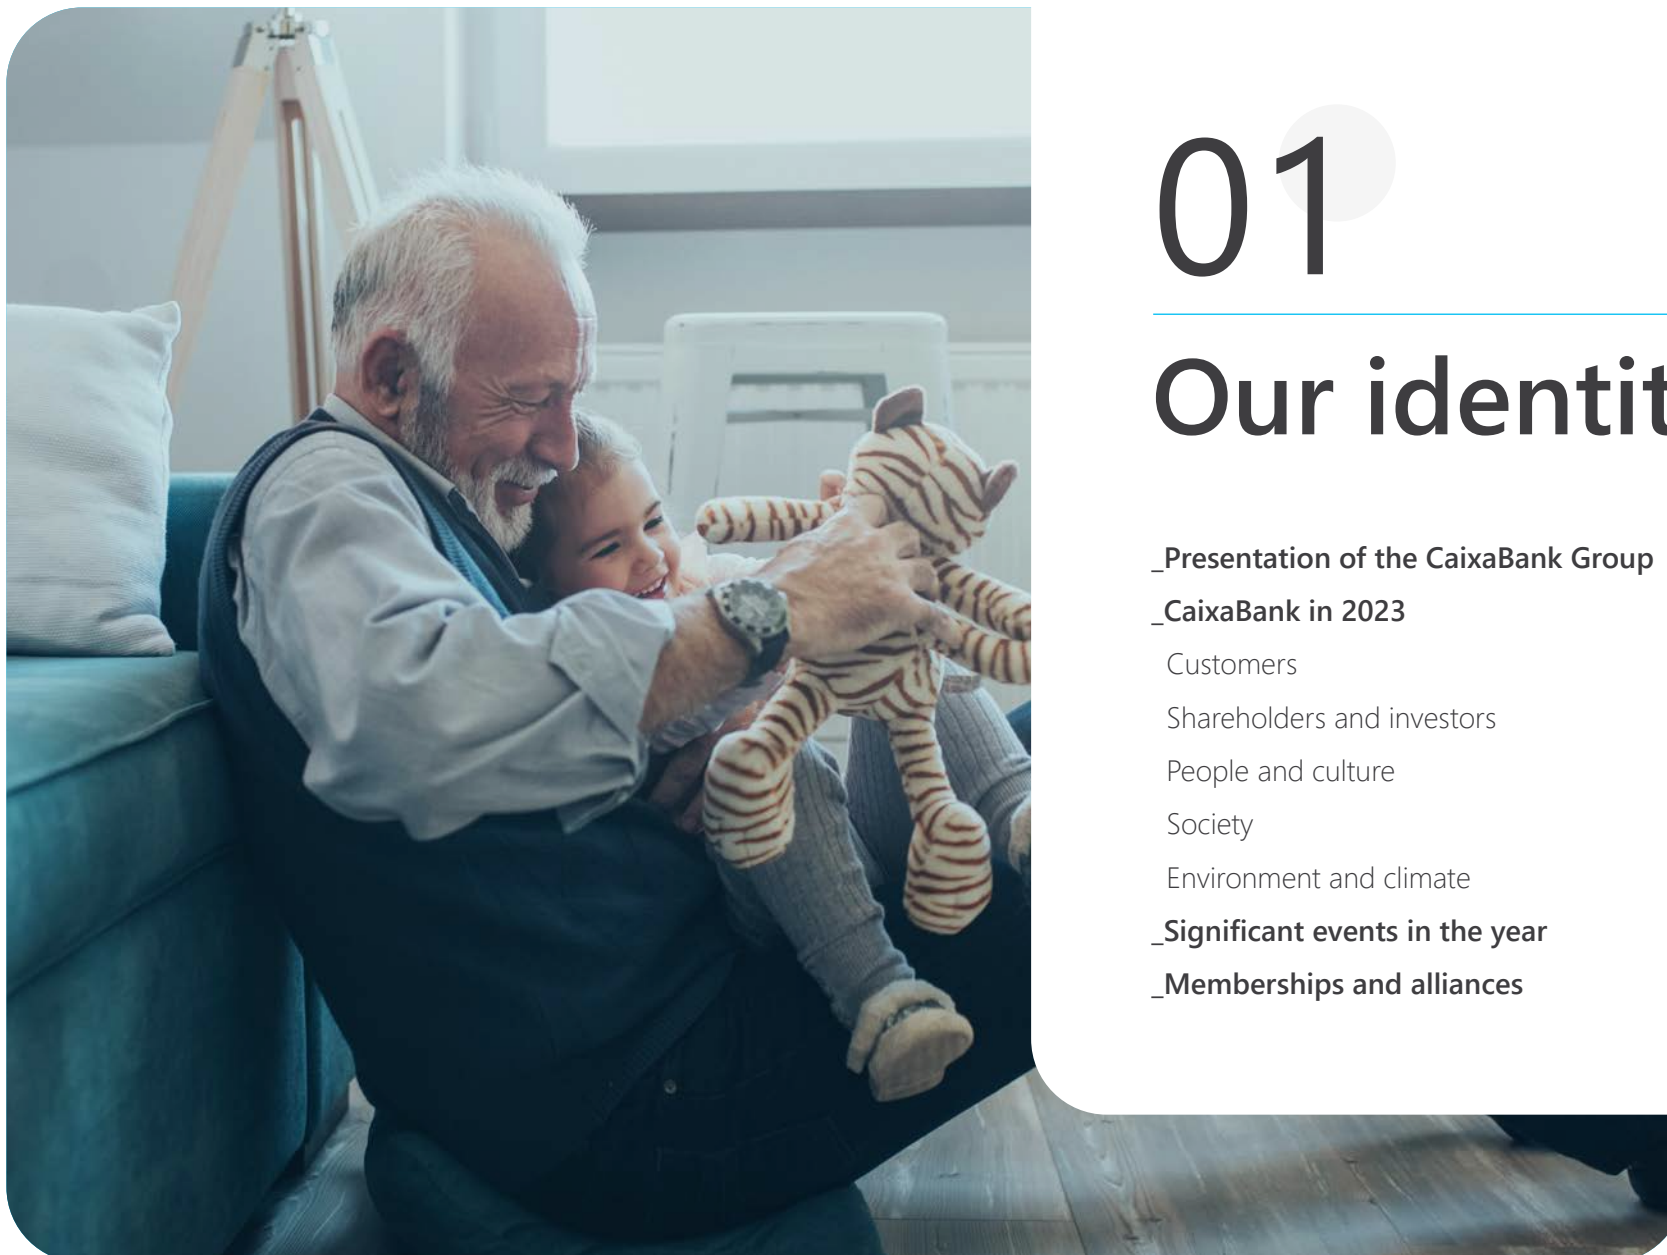 01
Our identit
_Presentation of the CaixaBank Group
_CaixaBank in 2023
Customers
Shareholders and investors
People and culture
Society
Environment and climate
_Significant events in the year
_Memberships and alliances